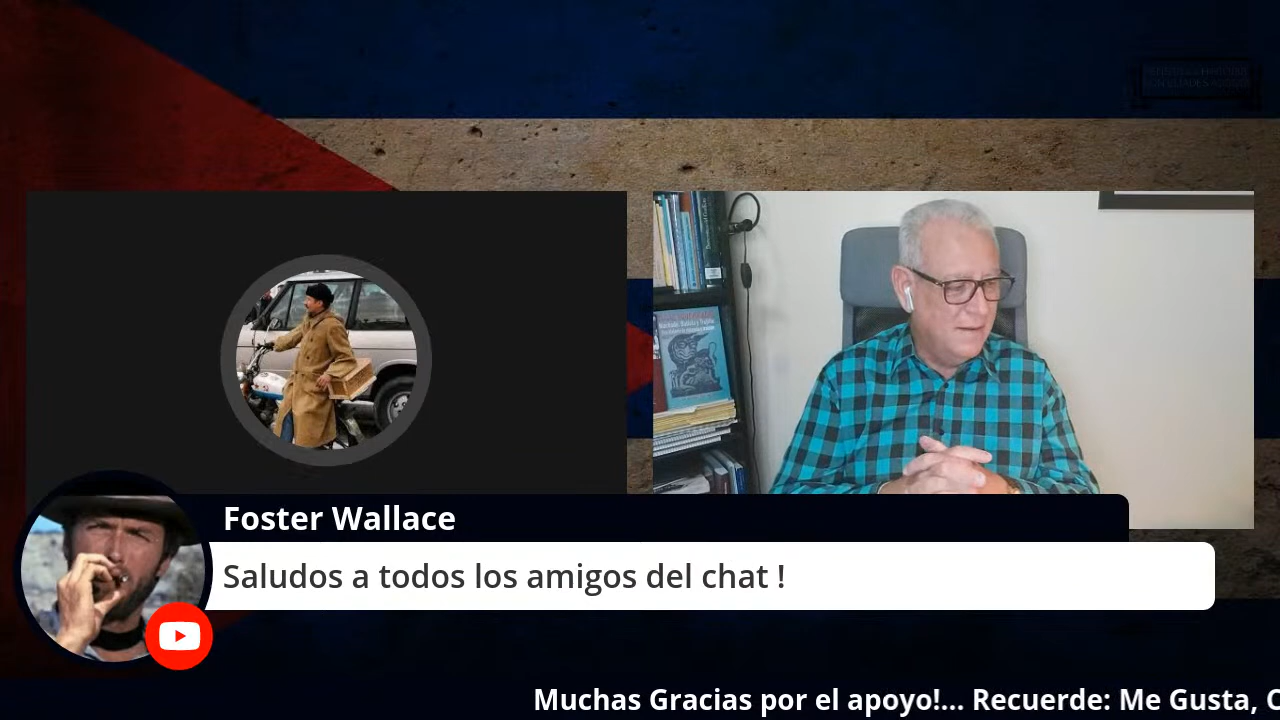 Foster Wallace
Saludos a todos los amigos del chat !
Muchas Gracias por el apoyo!... Recuerde: Me Gusta, C